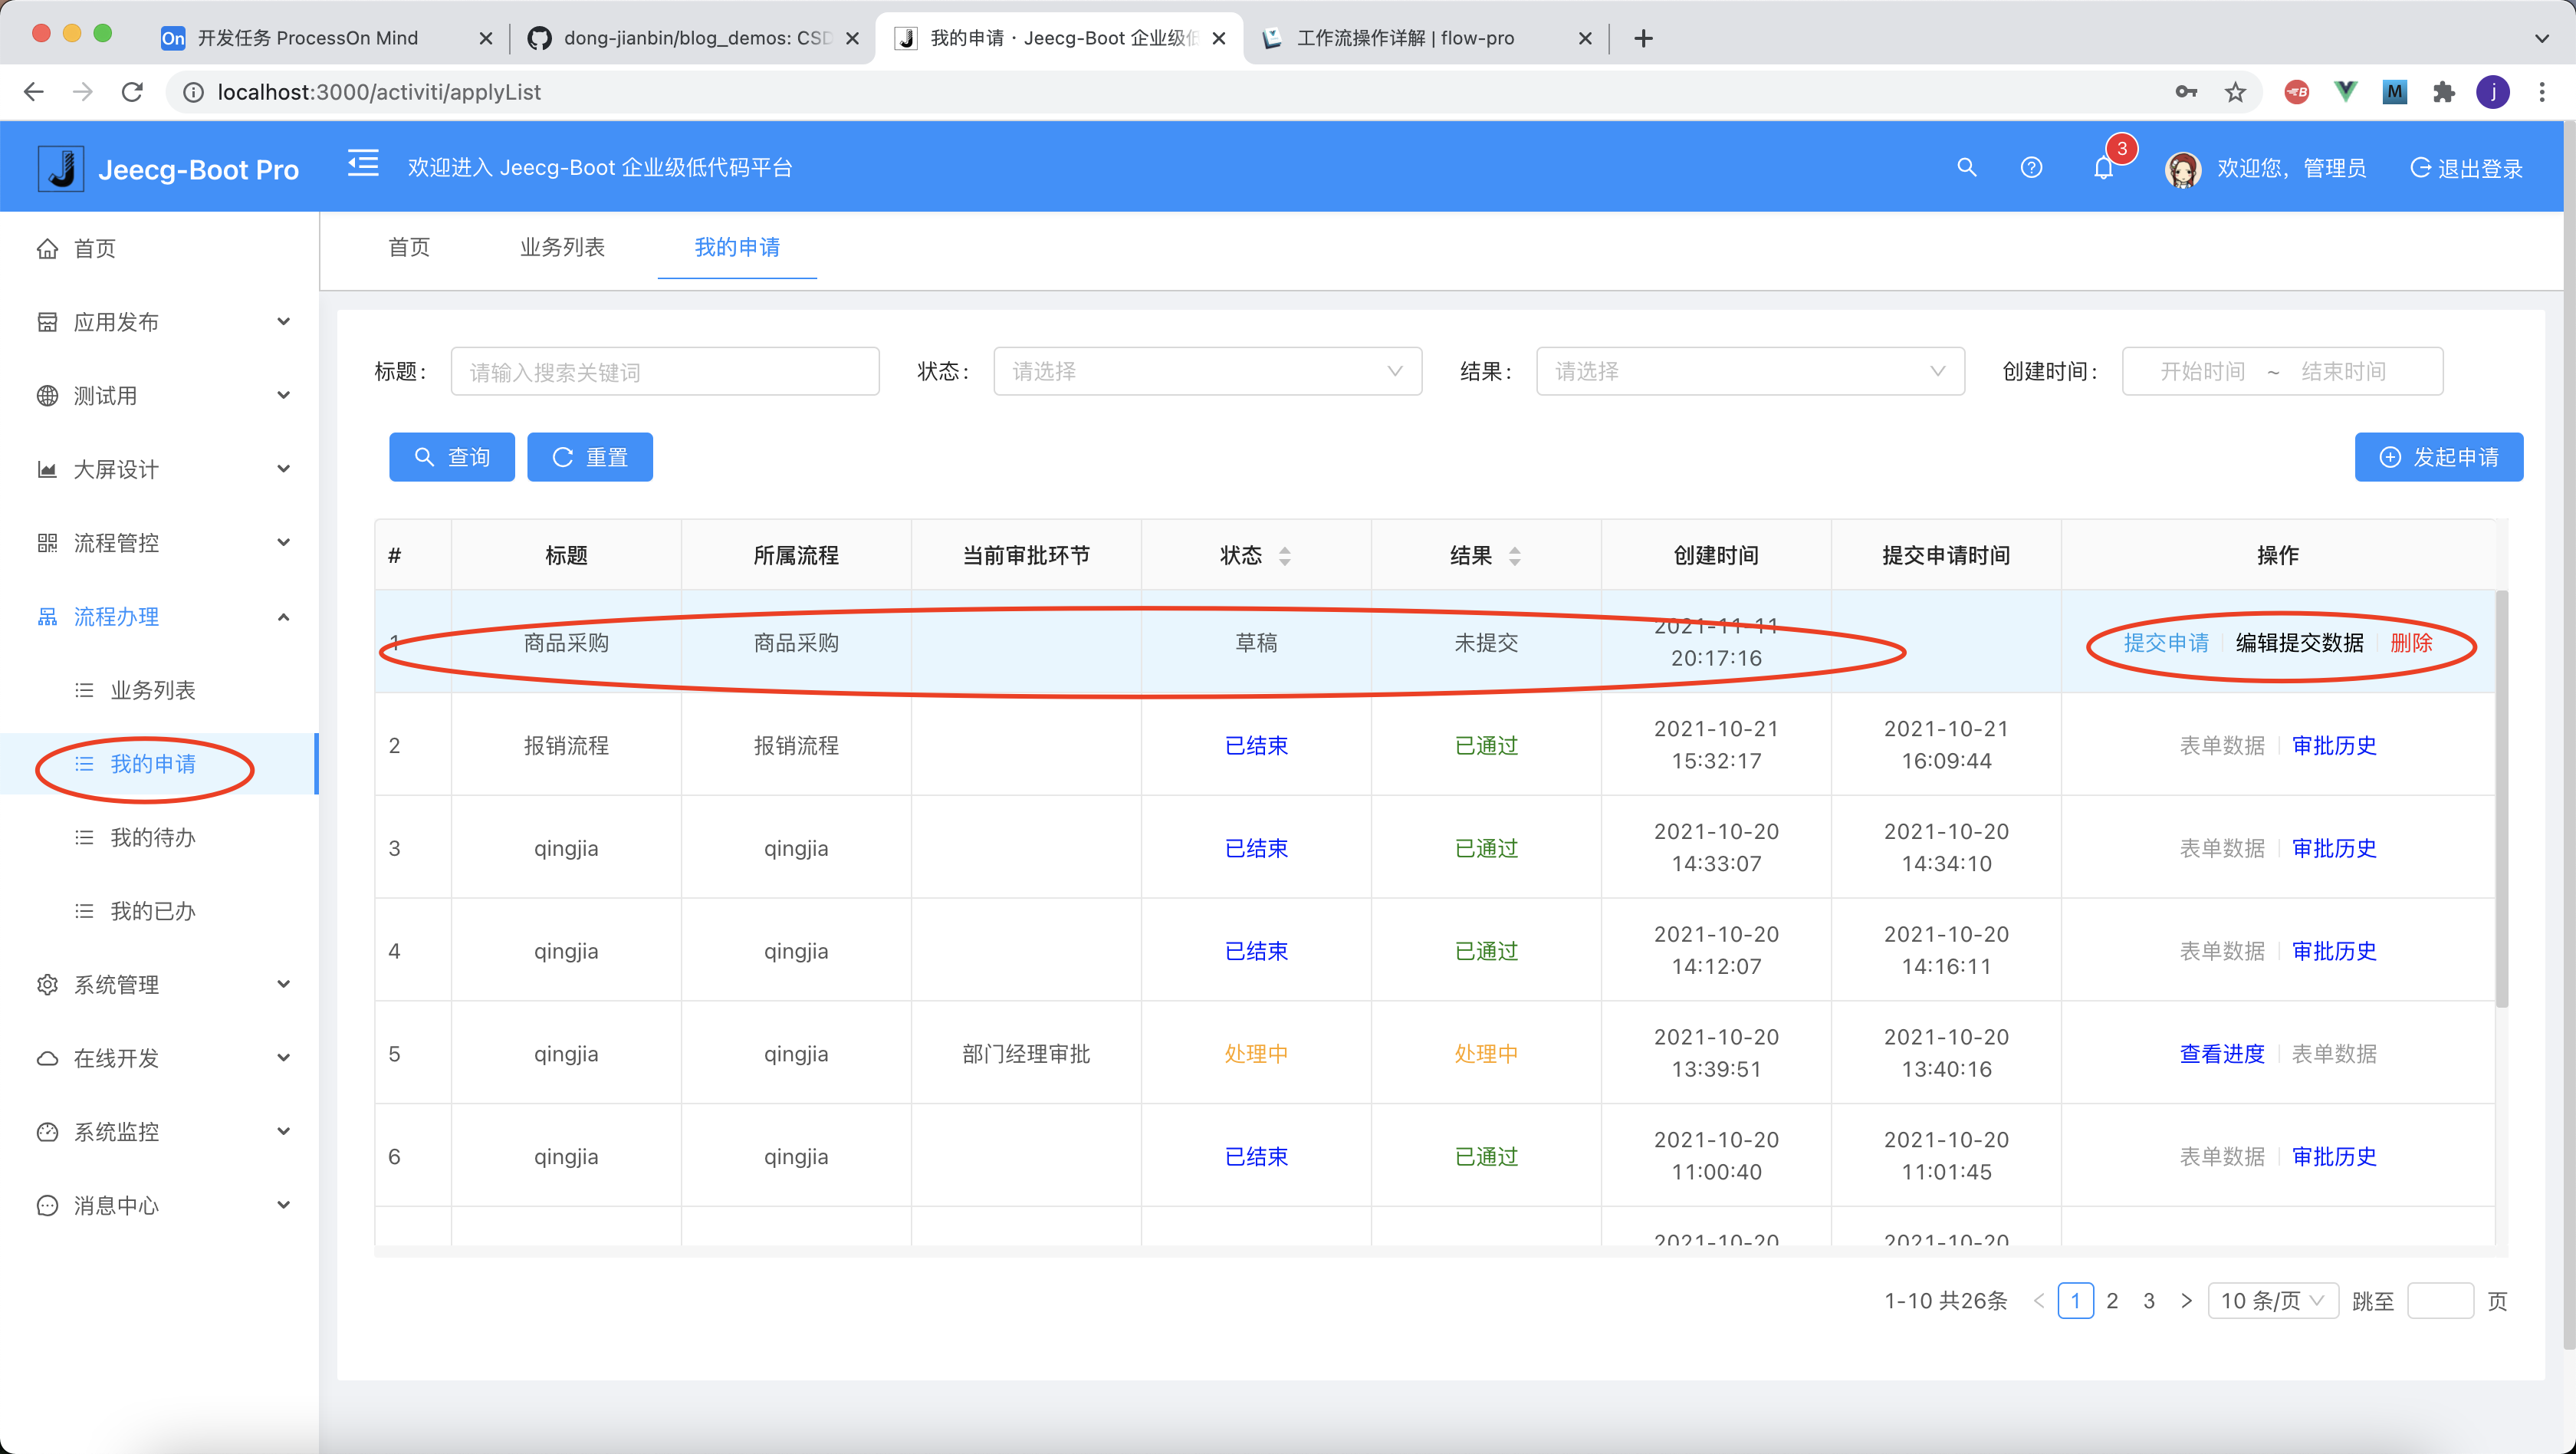 On 开发任务 ProcessOn Mind
dong-jianbin/blog_demos: CSD
我的申请 · Jeecg-Boot 企业级低
工作流操作详解 | flow-pro
localhost:3000/activiti/applyList
M
j
Jeecg-Boot Pro
欢迎进入 Jeecg-Boot 企业级低代码平台
3
欢迎您，管理员
退出登录
首页
应用发布
测试用
大屏设计
流程管控
流程办理
业务列表
我的申请
我的待办
我的已办
系统管理
在线开发
系统监控
消息中心
首页 业务列表 我的申请
标题： 请输入搜索关键词 状态： 请选择 结果： 请选择 创建时间： 开始时间 ~ 结束时间
查询 重置 发起申请
# 标题 所属流程 当前审批环节 状态 结果 创建时间 提交申请时间 操作
1 商品采购 商品采购 草稿 未提交 2021-11-11 20:17:16 提交申请 编辑提交数据 删除
2 报销流程 报销流程 已结束 已通过 2021-10-21 15:32:17 2021-10-21 16:09:44 表单数据 审批历史
3 qingjia qingjia 已结束 已通过 2021-10-20 14:33:07 2021-10-20 14:34:10 表单数据 审批历史
4 qingjia qingjia 已结束 已通过 2021-10-20 14:12:07 2021-10-20 14:16:11 表单数据 审批历史
5 qingjia qingjia 部门经理审批 处理中 处理中 2021-10-20 13:39:51 2021-10-20 13:40:16 查看进度 表单数据
6 qingjia qingjia 已结束 已通过 2021-10-20 11:00:40 2021-10-20 11:01:45 表单数据 审批历史
2021-10-20 2021-10-20
1-10 共26条 < 1 2 3 > 10 条/页 跳至 页